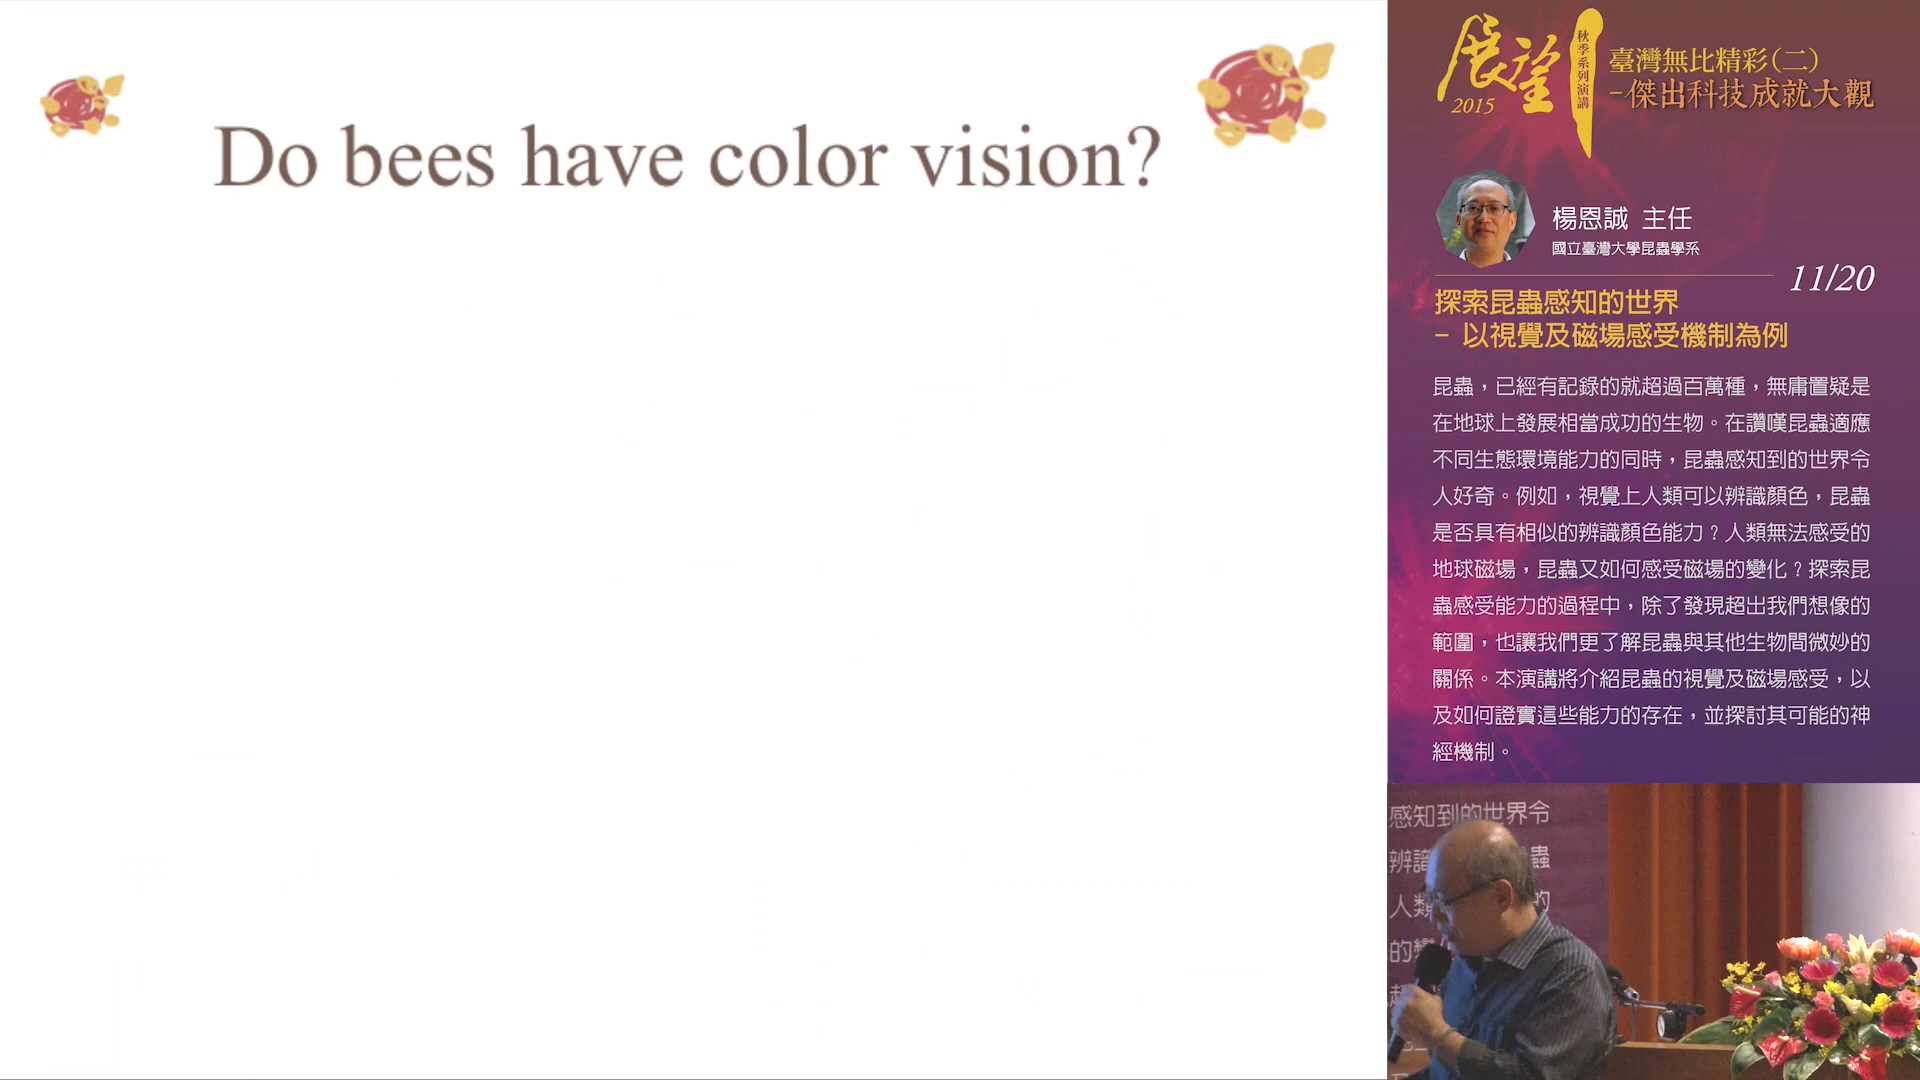 Do bees have color vision?
展望
2015
秋季系列演講
臺灣無比精彩(二)
-傑出科技成就大觀
楊恩誠 主任
國立臺灣大學昆蟲學系
11/20
探索昆蟲感知的世界
- 以視覺及磁場感受機制為例
昆蟲，已經有記錄的就超過百萬種，無庸置疑是
在地球上發展相當成功的生物。在讚嘆昆蟲適應
不同生態環境能力的同時，昆蟲感知到的世界令
人好奇。例如，視覺上人類可以辨識顏色，昆蟲
是否具有相似的辨識顏色能力？人類無法感受的
地球磁場，昆蟲又如何感受磁場的變化？探索昆
蟲感受能力的過程中，除了發現超出我們想像的
範圍，也讓我們更了解昆蟲與其他生物間微妙的
關係。本演講將介紹昆蟲的視覺及磁場感受，以
及如何證實這些能力的存在，並探討其可能的神
經機制。
感知到的世界令
辨識 蟲
人類 的
的變